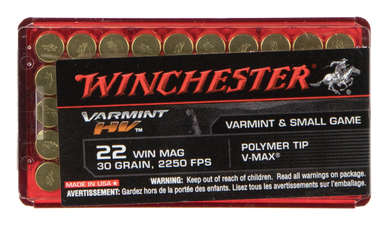 WINCHESTER
VARMINT
HV™
VARMINT & SMALL GAME
22 WIN MAG
30 GRAIN, 2250 FPS
POLYMER TIP
V-MAX®
MADE IN USA
WARNING: Keep out of reach of children. Read all warnings on package.
AVERTISSEMENT: Gardez hors de la portée des enfants. Lisez tous les avertissements sur l'emballage.